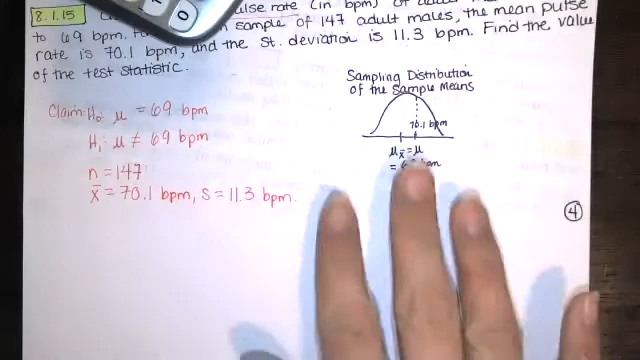 8.1.15 pulse rate (in bpm) of
to 69 bpm. sample of 147 adult males, the mean pulse
rate is 70.1 bpm, and the st. deviation is 11.3 bpm. Find the value
of the test statistic.
Sampling Distribution
of the Sample Means
Claim: H₀: μ = 69 bpm
H₁: μ ≠ 69 bpm
n = 147
x̄ = 70.1 bpm, s = 11.3 bpm.
70.1 bpm
μx̄ = μ
=
4